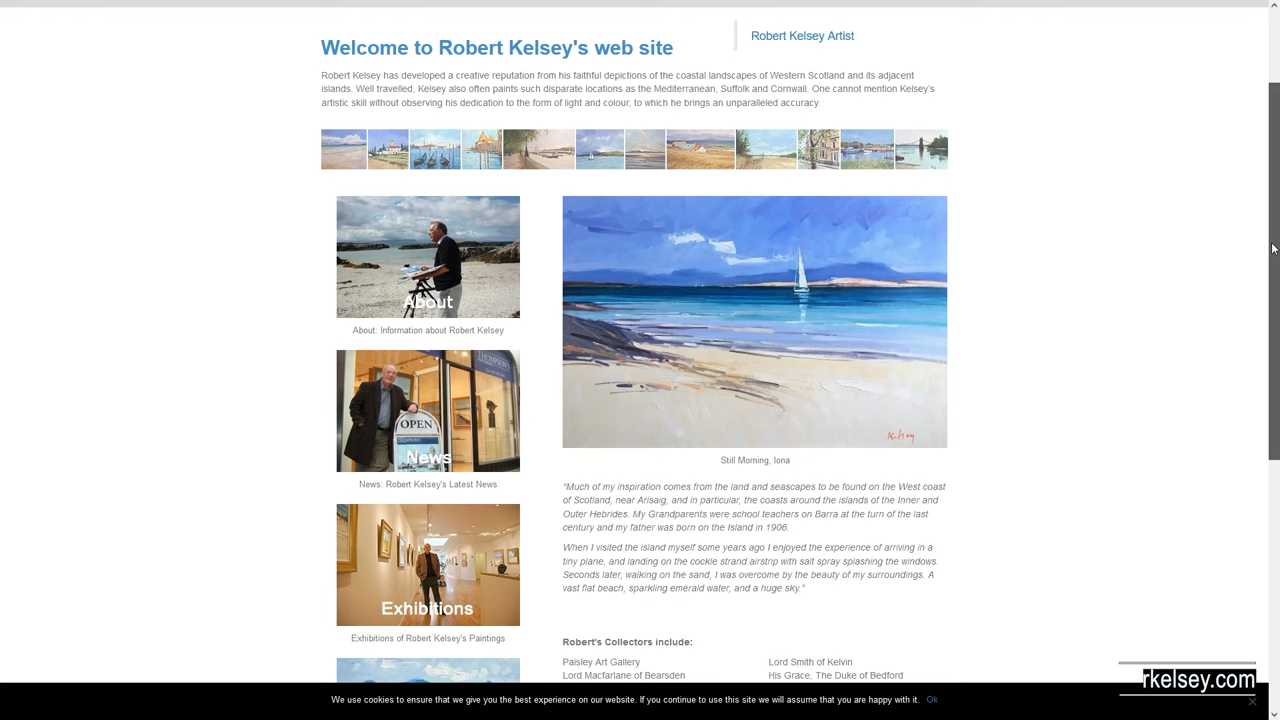 Welcome to Robert Kelsey's web site
Robert Kelsey Artist
Robert Kelsey has developed a creative reputation from his faithful depictions of the coastal landscapes of Western Scotland and its adjacent
islands. Well travelled, Kelsey also often paints such disparate locations as the Mediterranean, Suffolk and Cornwall. One cannot mention Kelsey's
artistic skill without observing his dedication to the form of light and colour, to which he brings an unparalleled accuracy.
About
About: Information about Robert Kelsey
THOMPSON'S
OPEN
News
News: Robert Kelsey's Latest News
Exhibitions
Exhibitions of Robert Kelsey's Paintings
Kelsey
Still Morning, Iona
"Much of my inspiration comes from the land and seascapes to be found on the West coast
of Scotland, near Arisaig, and in particular, the coasts around the islands of the Inner and
Outer Hebrides. My Grandparents were school teachers on Barra at the turn of the last
century and my father was born on the Island in 1906.
When I visited the island myself some years ago I enjoyed the experience of arriving in a
tiny plane, and landing on the cockle strand airstrip with salt spray splashing the windows.
Seconds later, walking on the sand, I was overcome by the beauty of my surroundings. A
vast flat beach, sparkling emerald water, and a huge sky."
Robert's Collectors include:
Paisley Art Gallery
Lord Smith of Kelvin
Lord Macfarlane of Bearsden
His Grace, The Duke of Bedford
rkelsey.com
We use cookies to ensure that we give you the best experience on our website. If you continue to use this site we will assume that you are happy with it. Ok